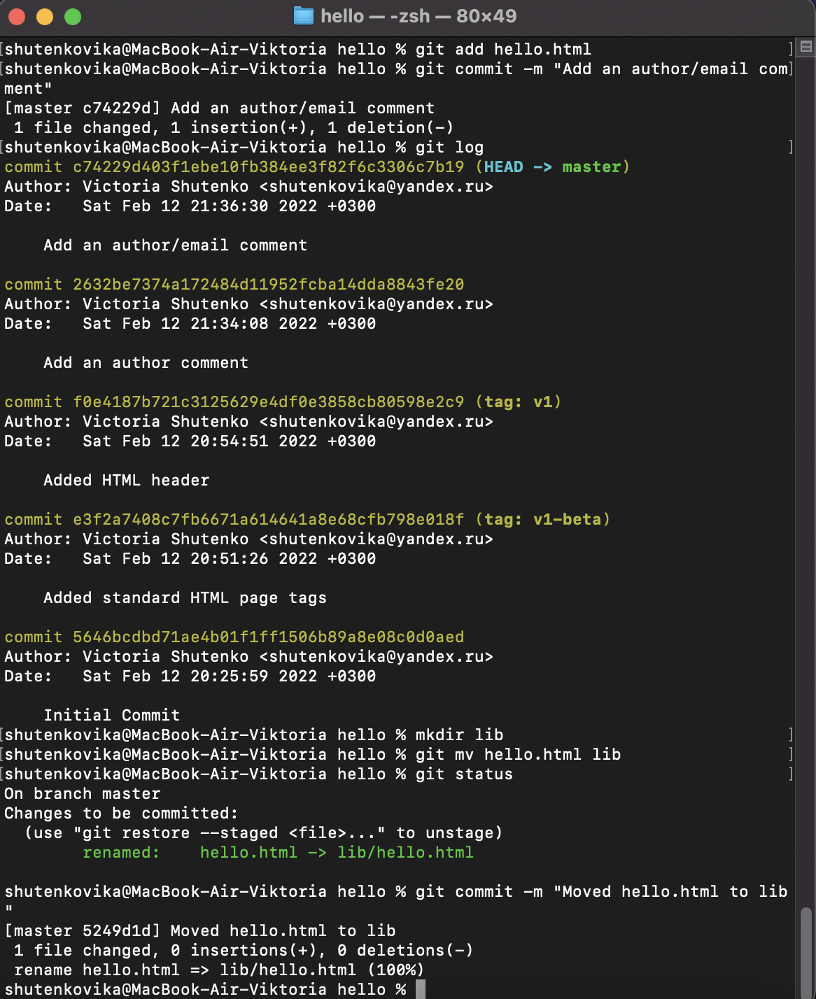 hello — -zsh — 80×49
[shutenkovika@MacBook-Air-Viktoria hello % git add hello.html ]
[shutenkovika@MacBook-Air-Viktoria hello % git commit -m "Add an author/email com]
ment"
[master c74229d] Add an author/email comment
 1 file changed, 1 insertion(+), 1 deletion(-)
[shutenkovika@MacBook-Air-Viktoria hello % git log ]
commit c74229d403f1ebe10fb384ee3f82f6c3306c7b19 (HEAD -> master)
Author: Victoria Shutenko <shutenkovika@yandex.ru>
Date:   Sat Feb 12 21:36:30 2022 +0300

    Add an author/email comment

commit 2632be7374a172484d11952fcba14dda8843fe20
Author: Victoria Shutenko <shutenkovika@yandex.ru>
Date:   Sat Feb 12 21:34:08 2022 +0300

    Add an author comment

commit f0e4187b721c3125629e4df0e3858cb80598e2c9 (tag: v1)
Author: Victoria Shutenko <shutenkovika@yandex.ru>
Date:   Sat Feb 12 20:54:51 2022 +0300

    Added HTML header

commit e3f2a7408c7fb6671a614641a8e68cfb798e018f (tag: v1-beta)
Author: Victoria Shutenko <shutenkovika@yandex.ru>
Date:   Sat Feb 12 20:51:26 2022 +0300

    Added standard HTML page tags

commit 5646bcdbd71ae4b01f1ff1506b89a8e08c0d0aed
Author: Victoria Shutenko <shutenkovika@yandex.ru>
Date:   Sat Feb 12 20:25:59 2022 +0300

    Initial Commit
[shutenkovika@MacBook-Air-Viktoria hello % mkdir lib ]
[shutenkovika@MacBook-Air-Viktoria hello % git mv hello.html lib ]
[shutenkovika@MacBook-Air-Viktoria hello % git status ]
On branch master
Changes to be committed:
  (use "git restore --staged <file>..." to unstage)
        renamed:    hello.html -> lib/hello.html

shutenkovika@MacBook-Air-Viktoria hello % git commit -m "Moved hello.html to lib
"
[master 5249d1d] Moved hello.html to lib
 1 file changed, 0 insertions(+), 0 deletions(-)
 rename hello.html => lib/hello.html (100%)
shutenkovika@MacBook-Air-Viktoria hello %